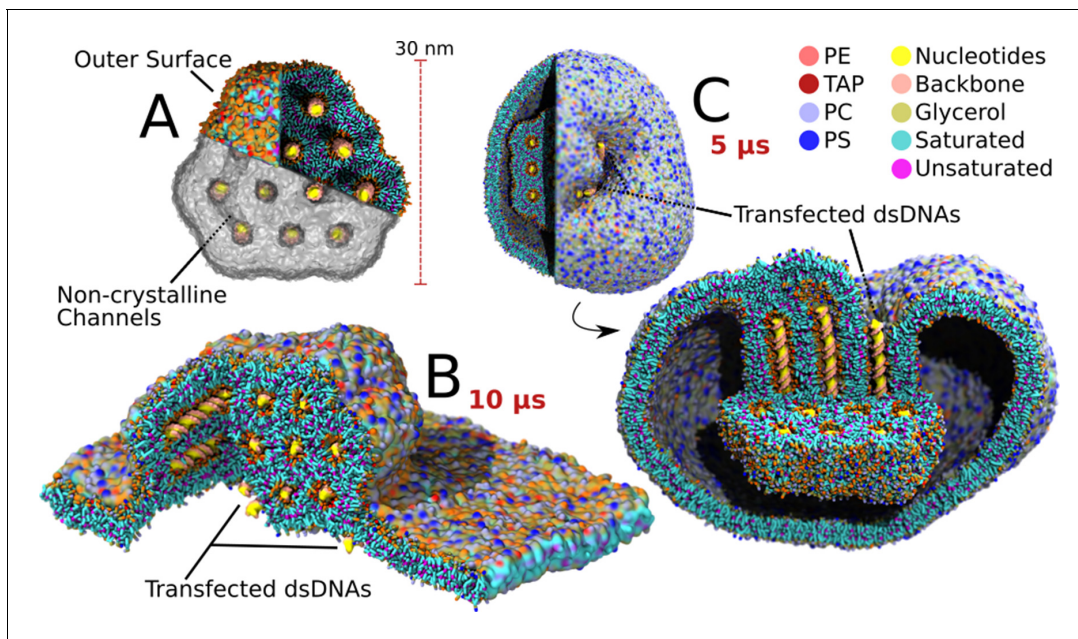 Outer Surface
A
30 nm
C
5 μs
PE
TAP
PC
PS
Nucleotides
Backbone
Glycerol
Saturated
Unsaturated
Transfected dsDNAs
Non-crystalline
Channels
B
10 μs
Transfected dsDNAs